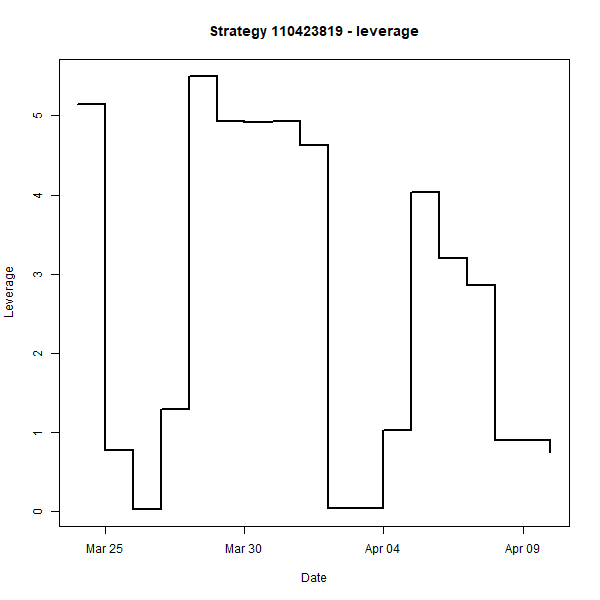 Strategy 110423819 - leverage
Leverage
5
4
3
2
1
0
Mar 25
Mar 30
Apr 04
Apr 09
Date